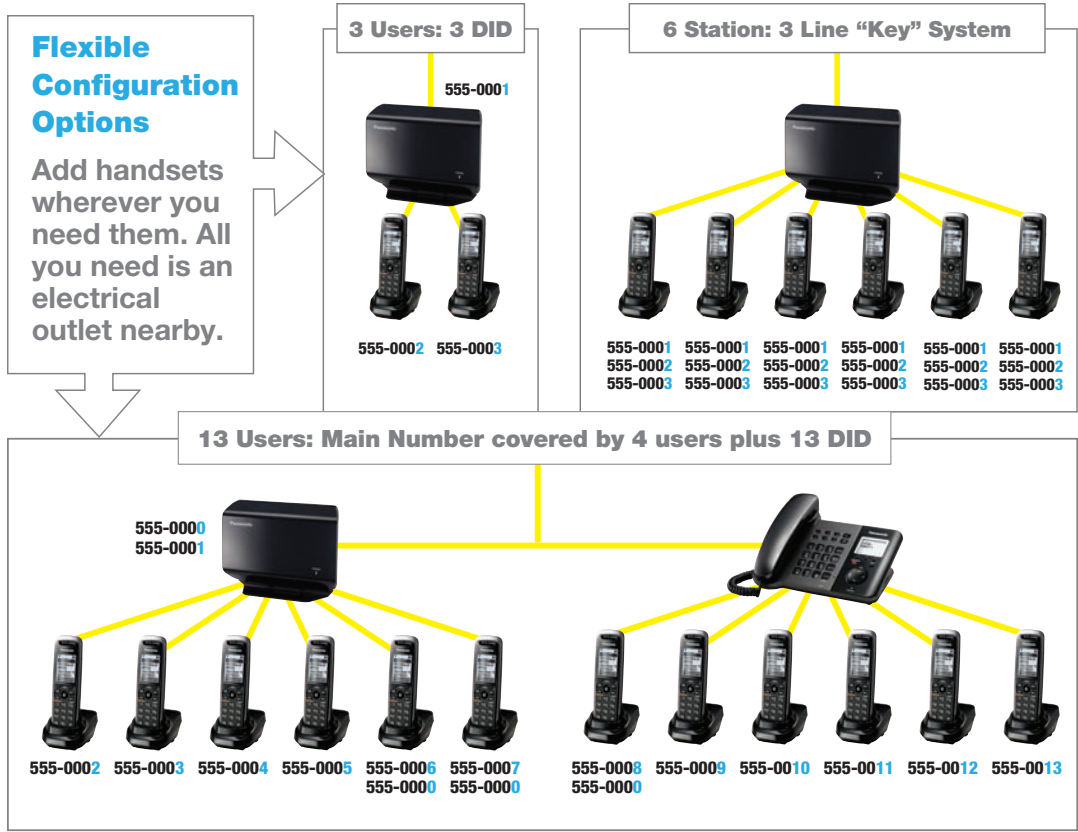 Flexible
Configuration
Options
Add handsets
wherever you
need them. All
you need is an
electrical
outlet nearby.
3 Users: 3 DID
555-0001
Panasonic
555-0002 555-0003
6 Station: 3 Line “Key” System
Panasonic
555-0001 555-0001 555-0001 555-0001 555-0001 555-0001
555-0002 555-0002 555-0002 555-0002 555-0002 555-0002
555-0003 555-0003 555-0003 555-0003 555-0003 555-0003
13 Users: Main Number covered by 4 users plus 13 DID
555-0000
555-0001
Panasonic
Panasonic
555-0002 555-0003 555-0004 555-0005 555-0006 555-0007
555-0000 555-0000
555-0008 555-0009 555-0010 555-0011 555-0012 555-0013
555-0000